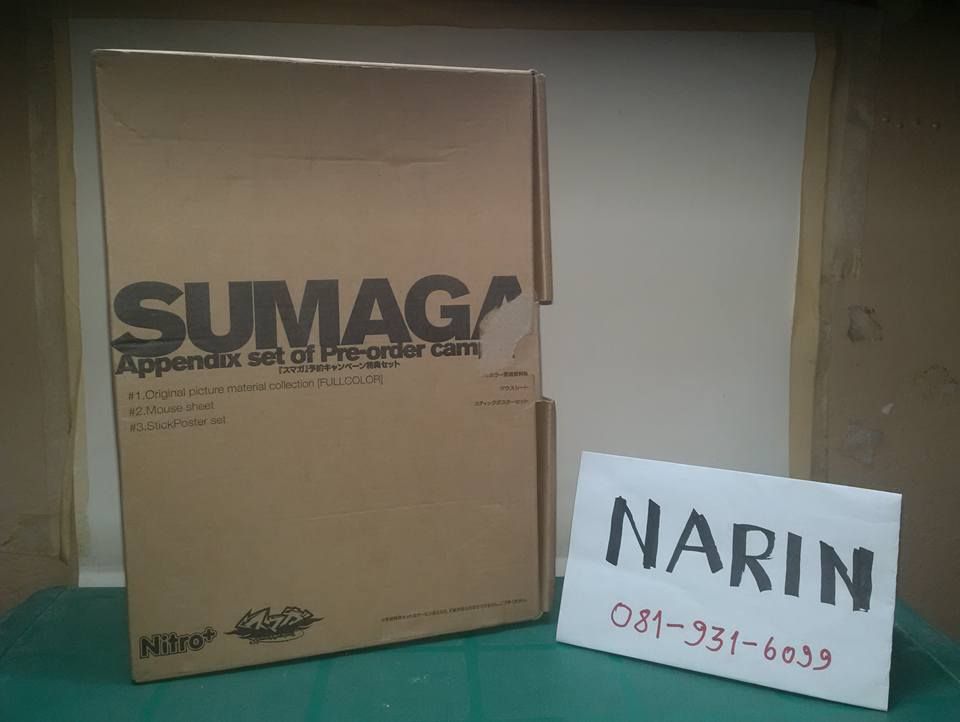 SUMAGA
Appendix set of Pre-order camp
『スマガ』予約キャンペーン特典セット
#1.Original picture material collection [FULLCOLOR]
#2.Mouse sheet
マウスシート
#3.StickPoster set
スティックポスターセット
Nitro+
スマガ
NARIN
081-931-6099